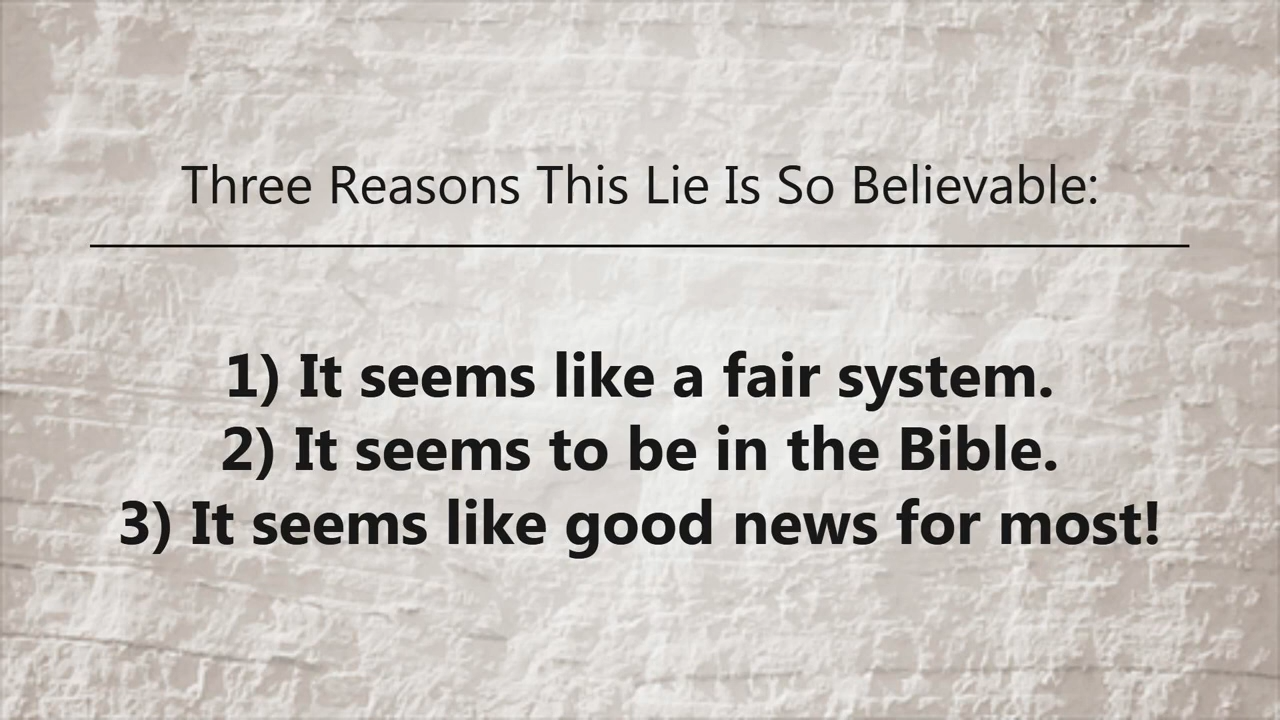 Three Reasons This Lie Is So Believable:
1) It seems like a fair system.
2) It seems to be in the Bible.
3) It seems like good news for most!